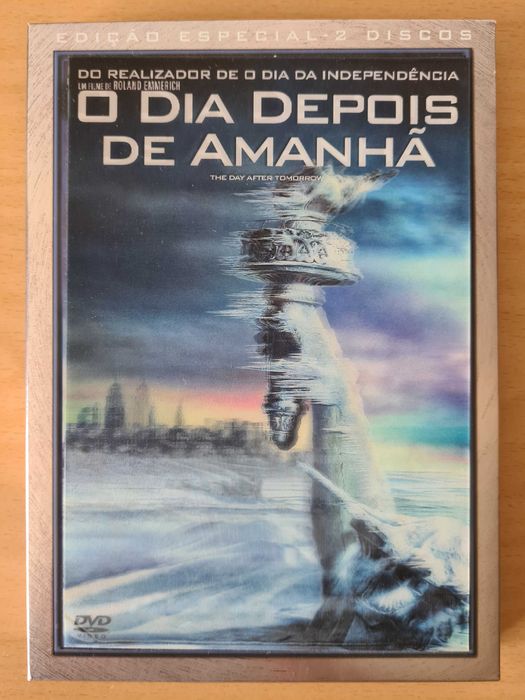 EDIÇÃO ESPECIAL-2 DISCOS
DO REALIZADOR DE O DIA DA INDEPENDÊNCIA
UM FILME DE ROLAND EMMERICH
O DIA DEPOIS
DE AMANHÃ
THE DAY AFTER TOMORROW
DVD
VIDEO